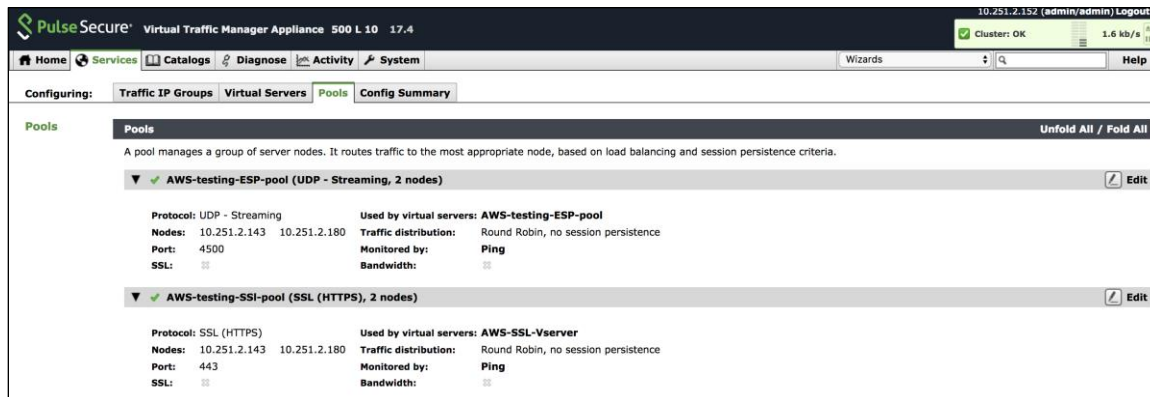 10.251.2.152 (admin/admin) Logout
Pulse Secure Virtual Traffic Manager Appliance 500 L 10 17.4
Cluster: OK 1.6 kb/s
Home Services Catalogs Diagnose Activity System Wizards Help
Configuring: Traffic IP Groups Virtual Servers Pools Config Summary
Pools
Pools Unfold All / Fold All
A pool manages a group of server nodes. It routes traffic to the most appropriate node, based on load balancing and session persistence criteria.
AWS-testing-ESP-pool (UDP - Streaming, 2 nodes) Edit
Protocol: UDP - Streaming Used by virtual servers: AWS-testing-ESP-pool
Nodes: 10.251.2.143 10.251.2.180 Traffic distribution: Round Robin, no session persistence
Port: 4500 Monitored by: Ping
SSL: Bandwidth:
AWS-testing-SSl-pool (SSL (HTTPS), 2 nodes) Edit
Protocol: SSL (HTTPS) Used by virtual servers: AWS-SSL-Vserver
Nodes: 10.251.2.143 10.251.2.180 Traffic distribution: Round Robin, no session persistence
Port: 443 Monitored by: Ping
SSL: Bandwidth: